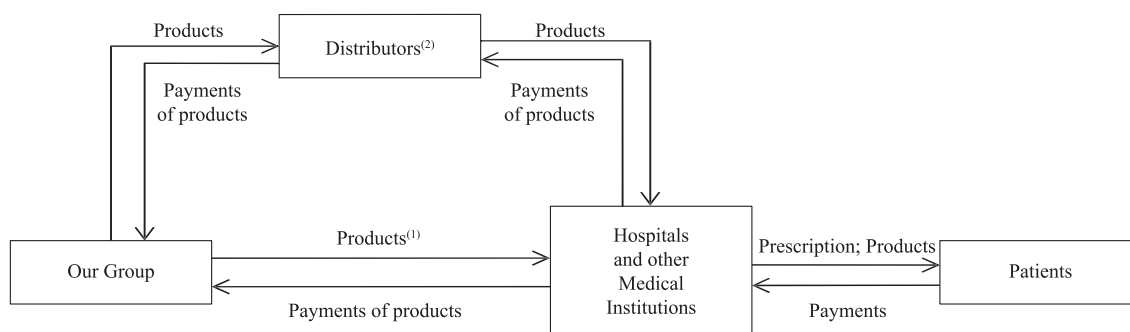 Products
Distributors(2)
Products
Payments
of products
Payments
of products
Products(1)
Our Group
Payments of products
Hospitals
and other
Medical
Institutions
Prescription; Products
Payments
Patients